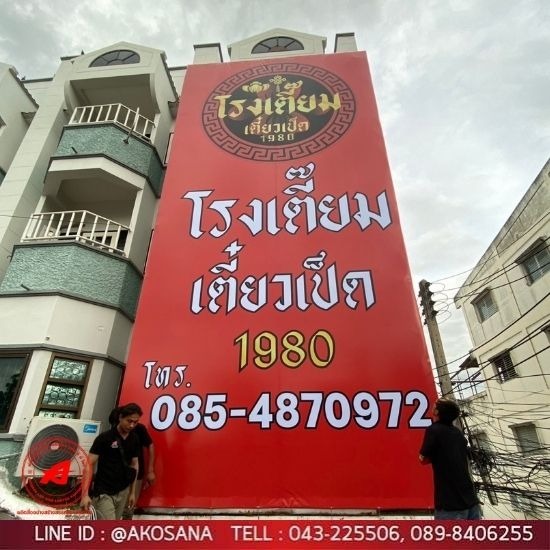 โรงเตี๊ยม
เตี๋ยวเป็ด
1980
โรงเตี๊ยม
เตี๋ยวเป็ด
1980
โทร.
085-4870972
Midea
A
LINE ID : @AKOSANA TELL : 043-225506, 089-8406255